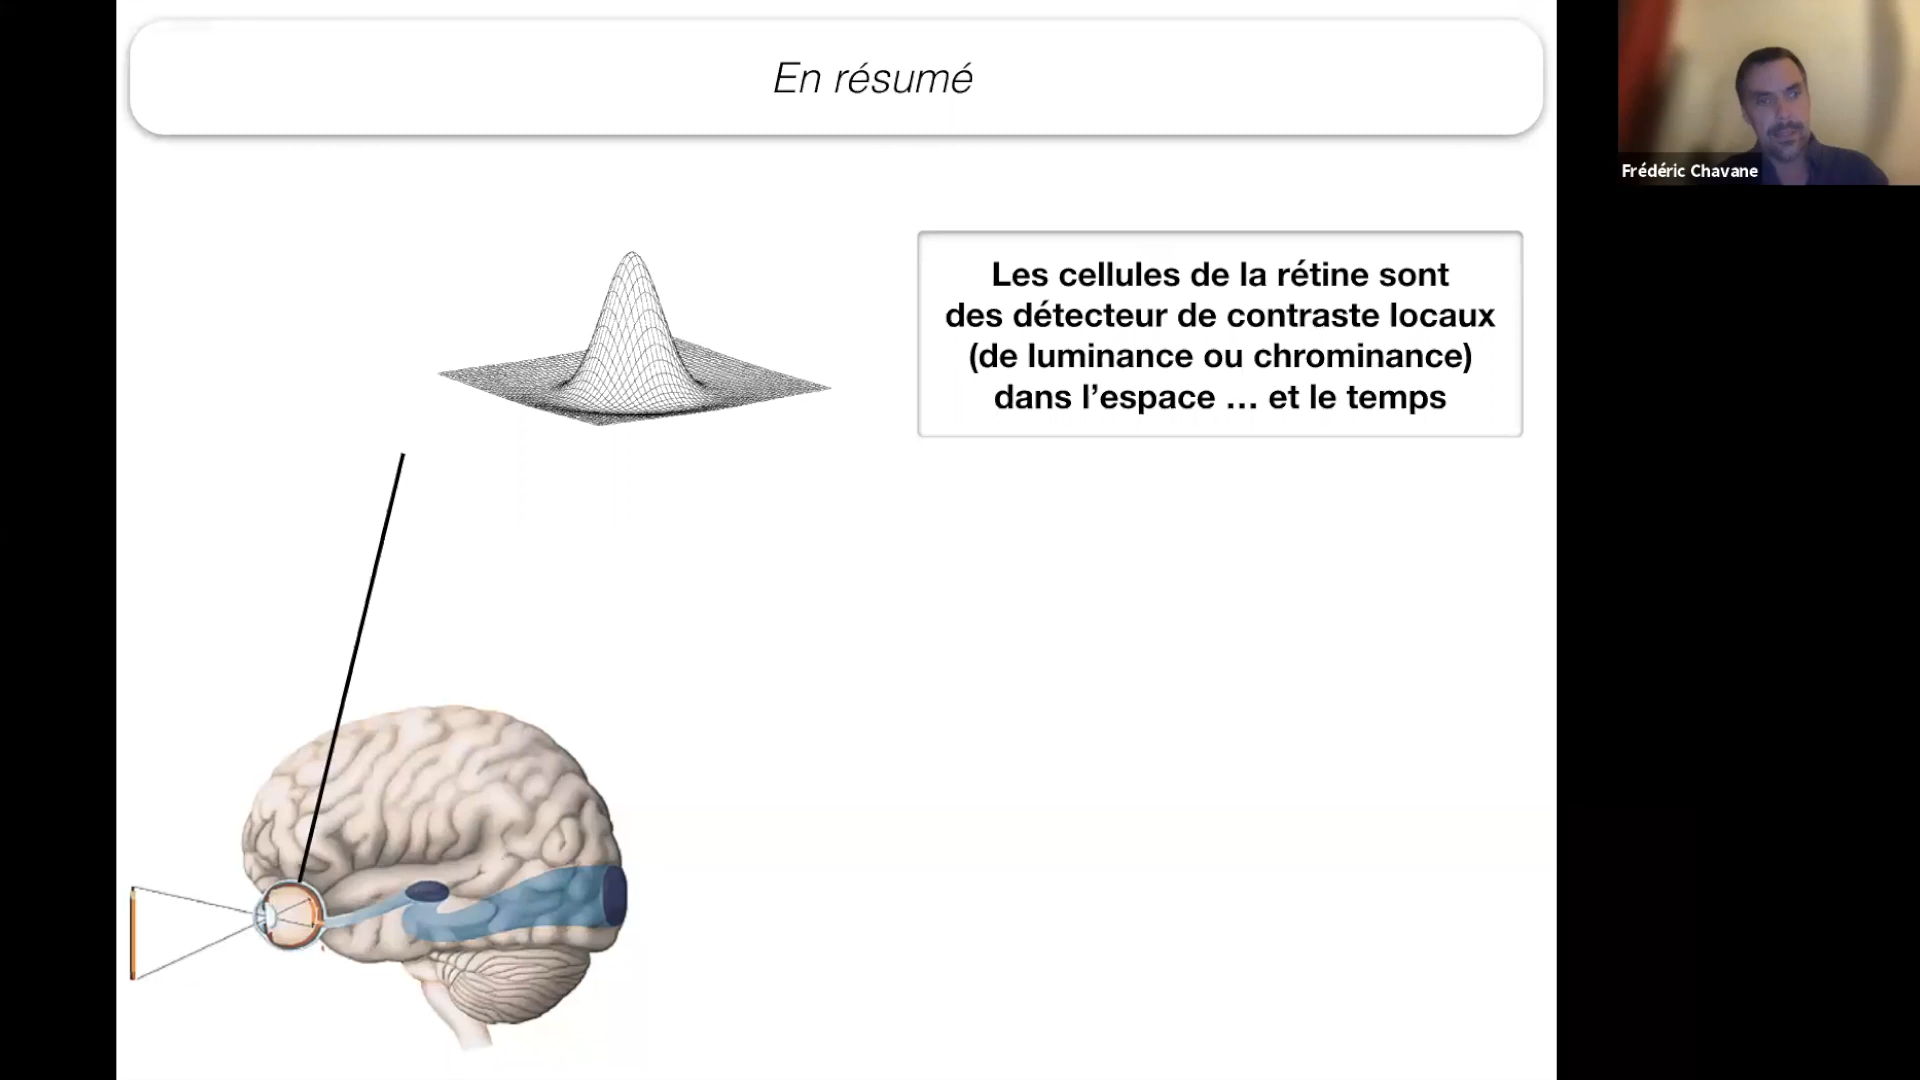 En résumé
Frédéric Chavane
Les cellules de la rétine sont
des détecteur de contraste locaux
(de luminance ou chrominance)
dans l’espace … et le temps